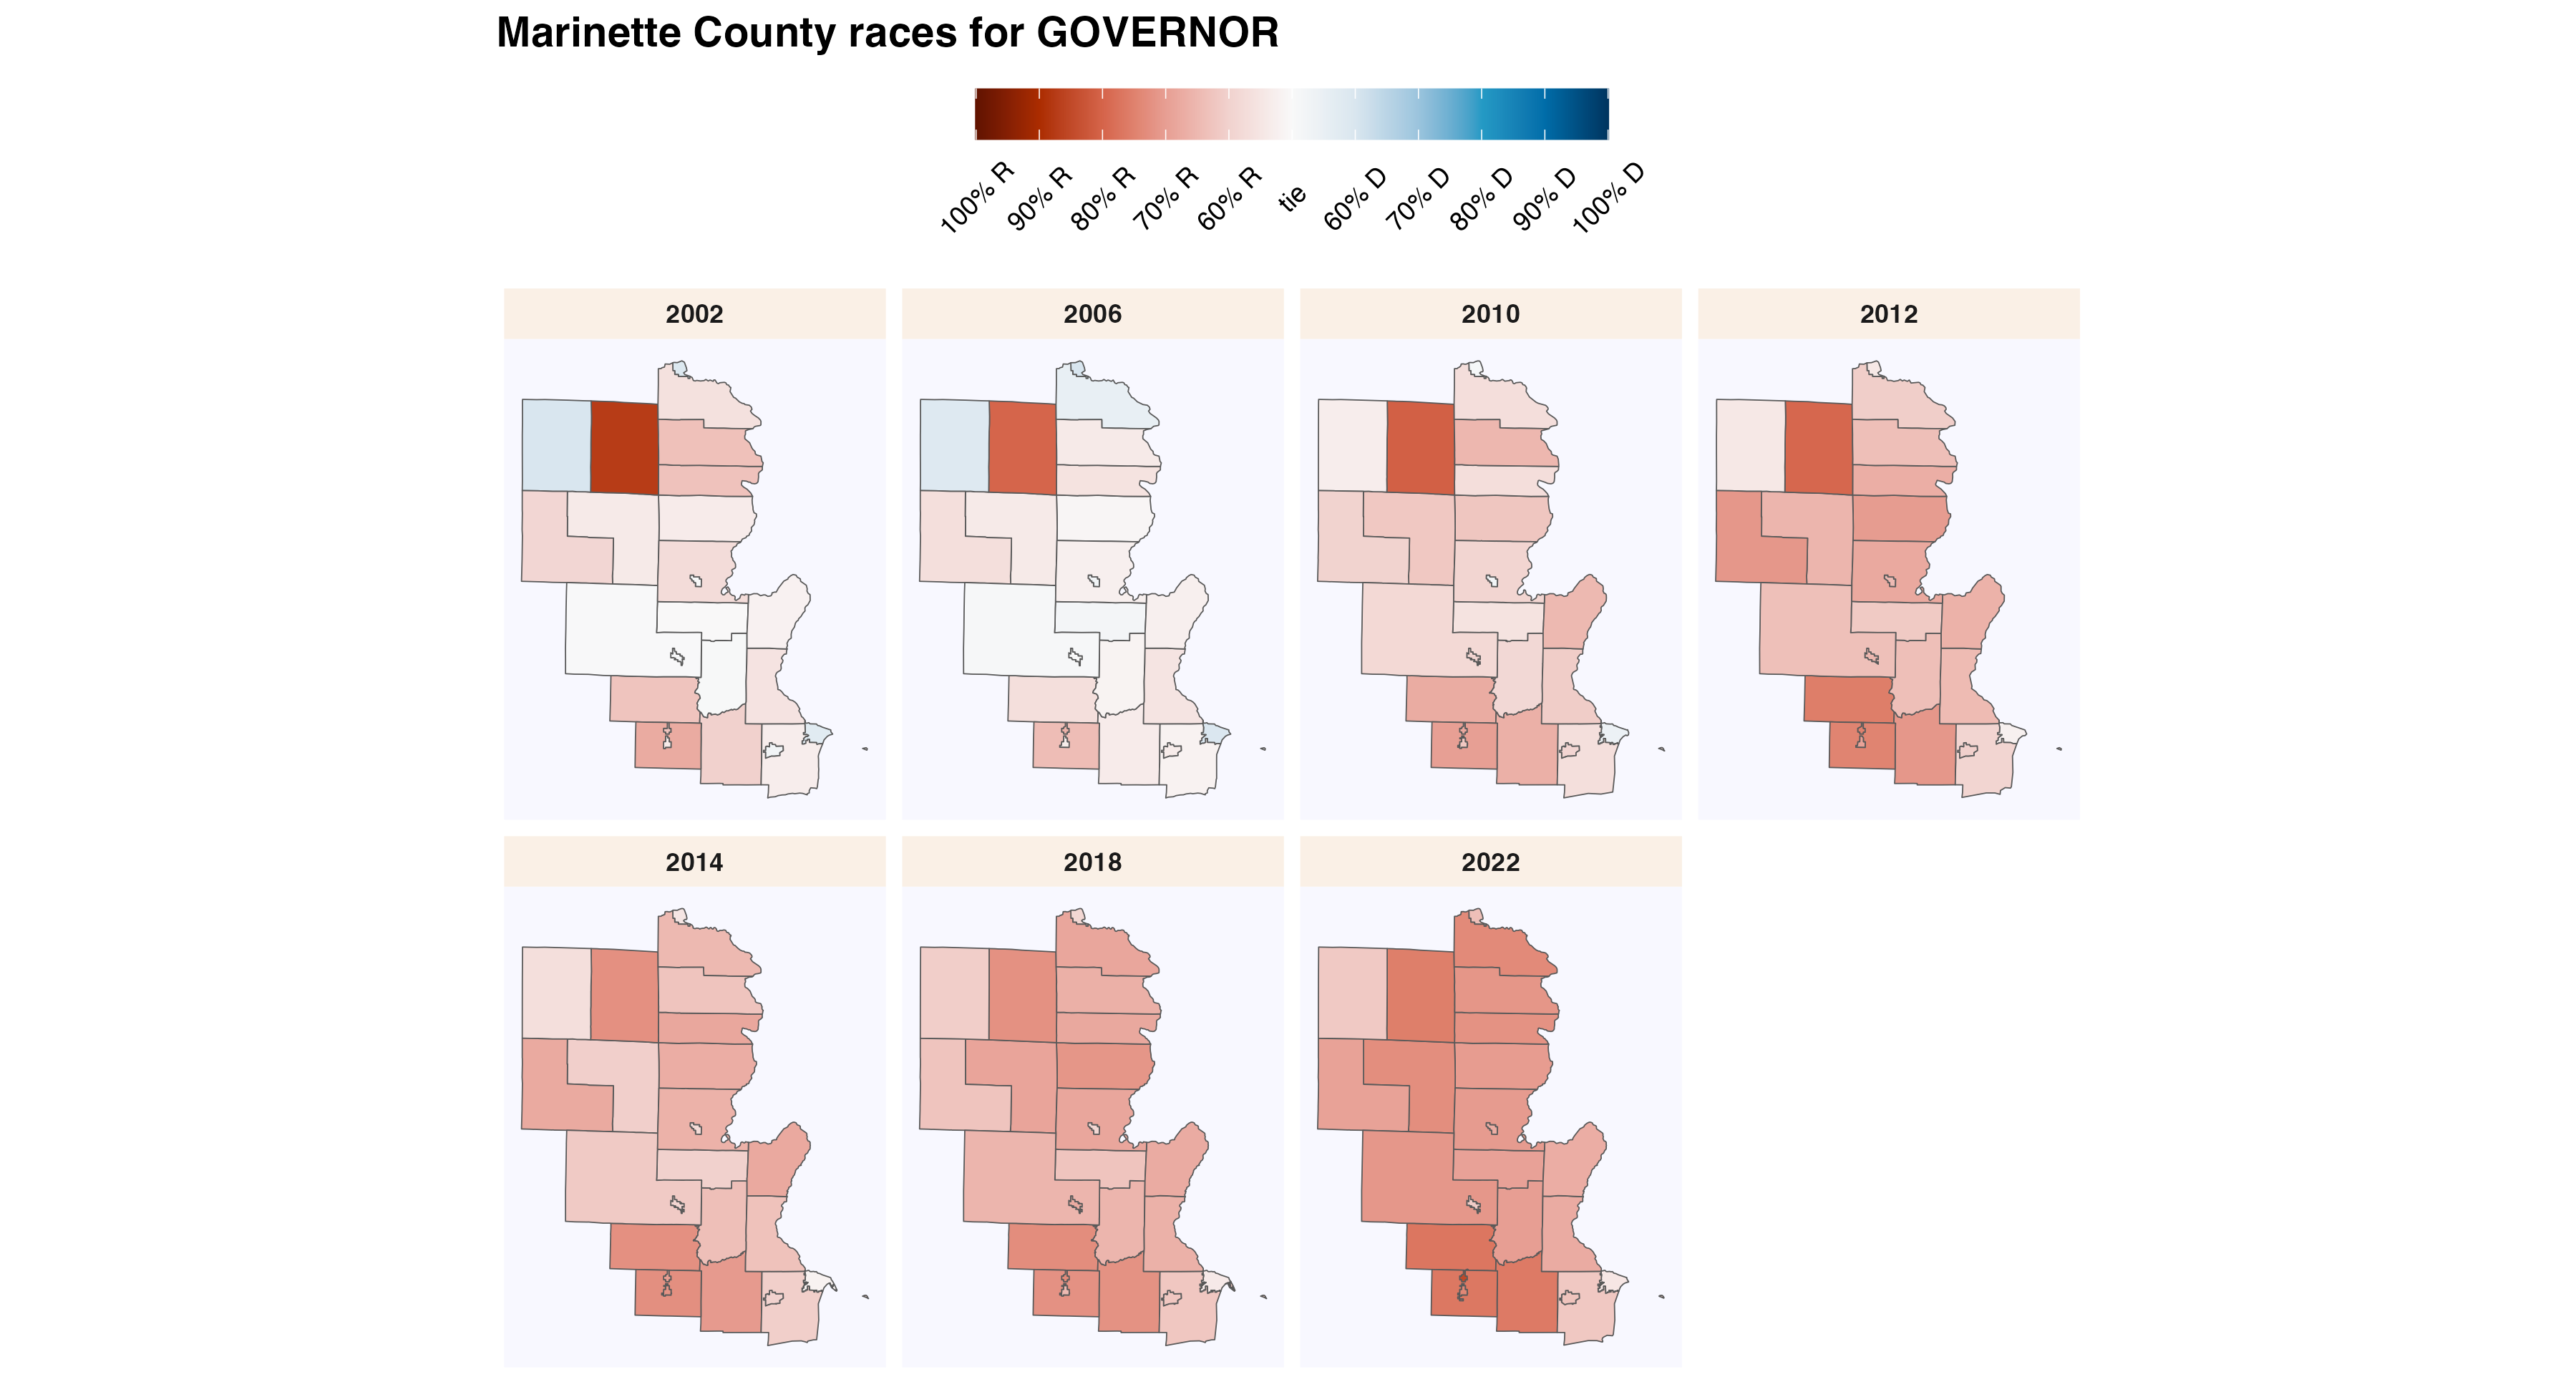 Marinette County races for GOVERNOR
100% R 90% R 80% R 70% R 60% R tie 60% D 70% D 80% D 90% D 100% D
2002 2006 2010 2012
2014 2018 2022